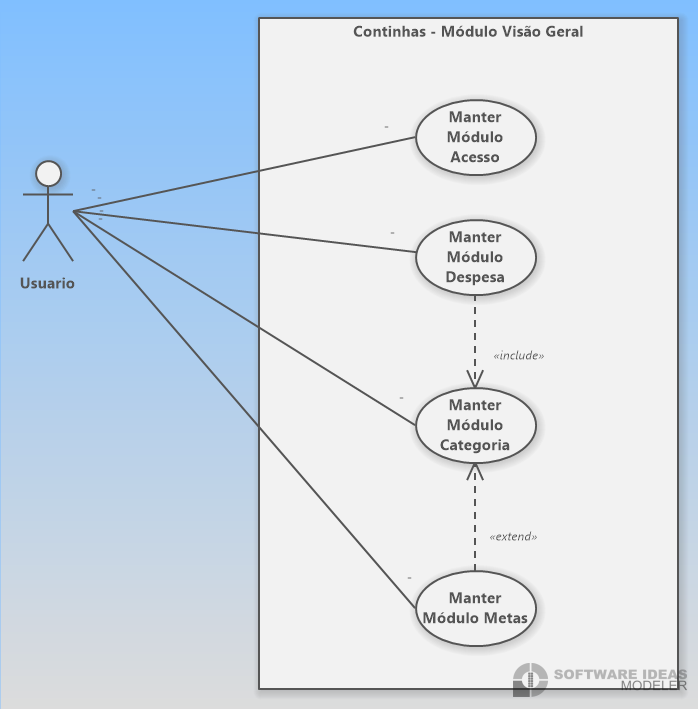 Continhas - Módulo Visão Geral
Manter
Módulo
Acesso
Usuario
Manter
Módulo
Despesa
«include»
Manter
Módulo
Categoria
«extend»
Manter
Módulo Metas
SOFTWARE IDEAS
MODELER